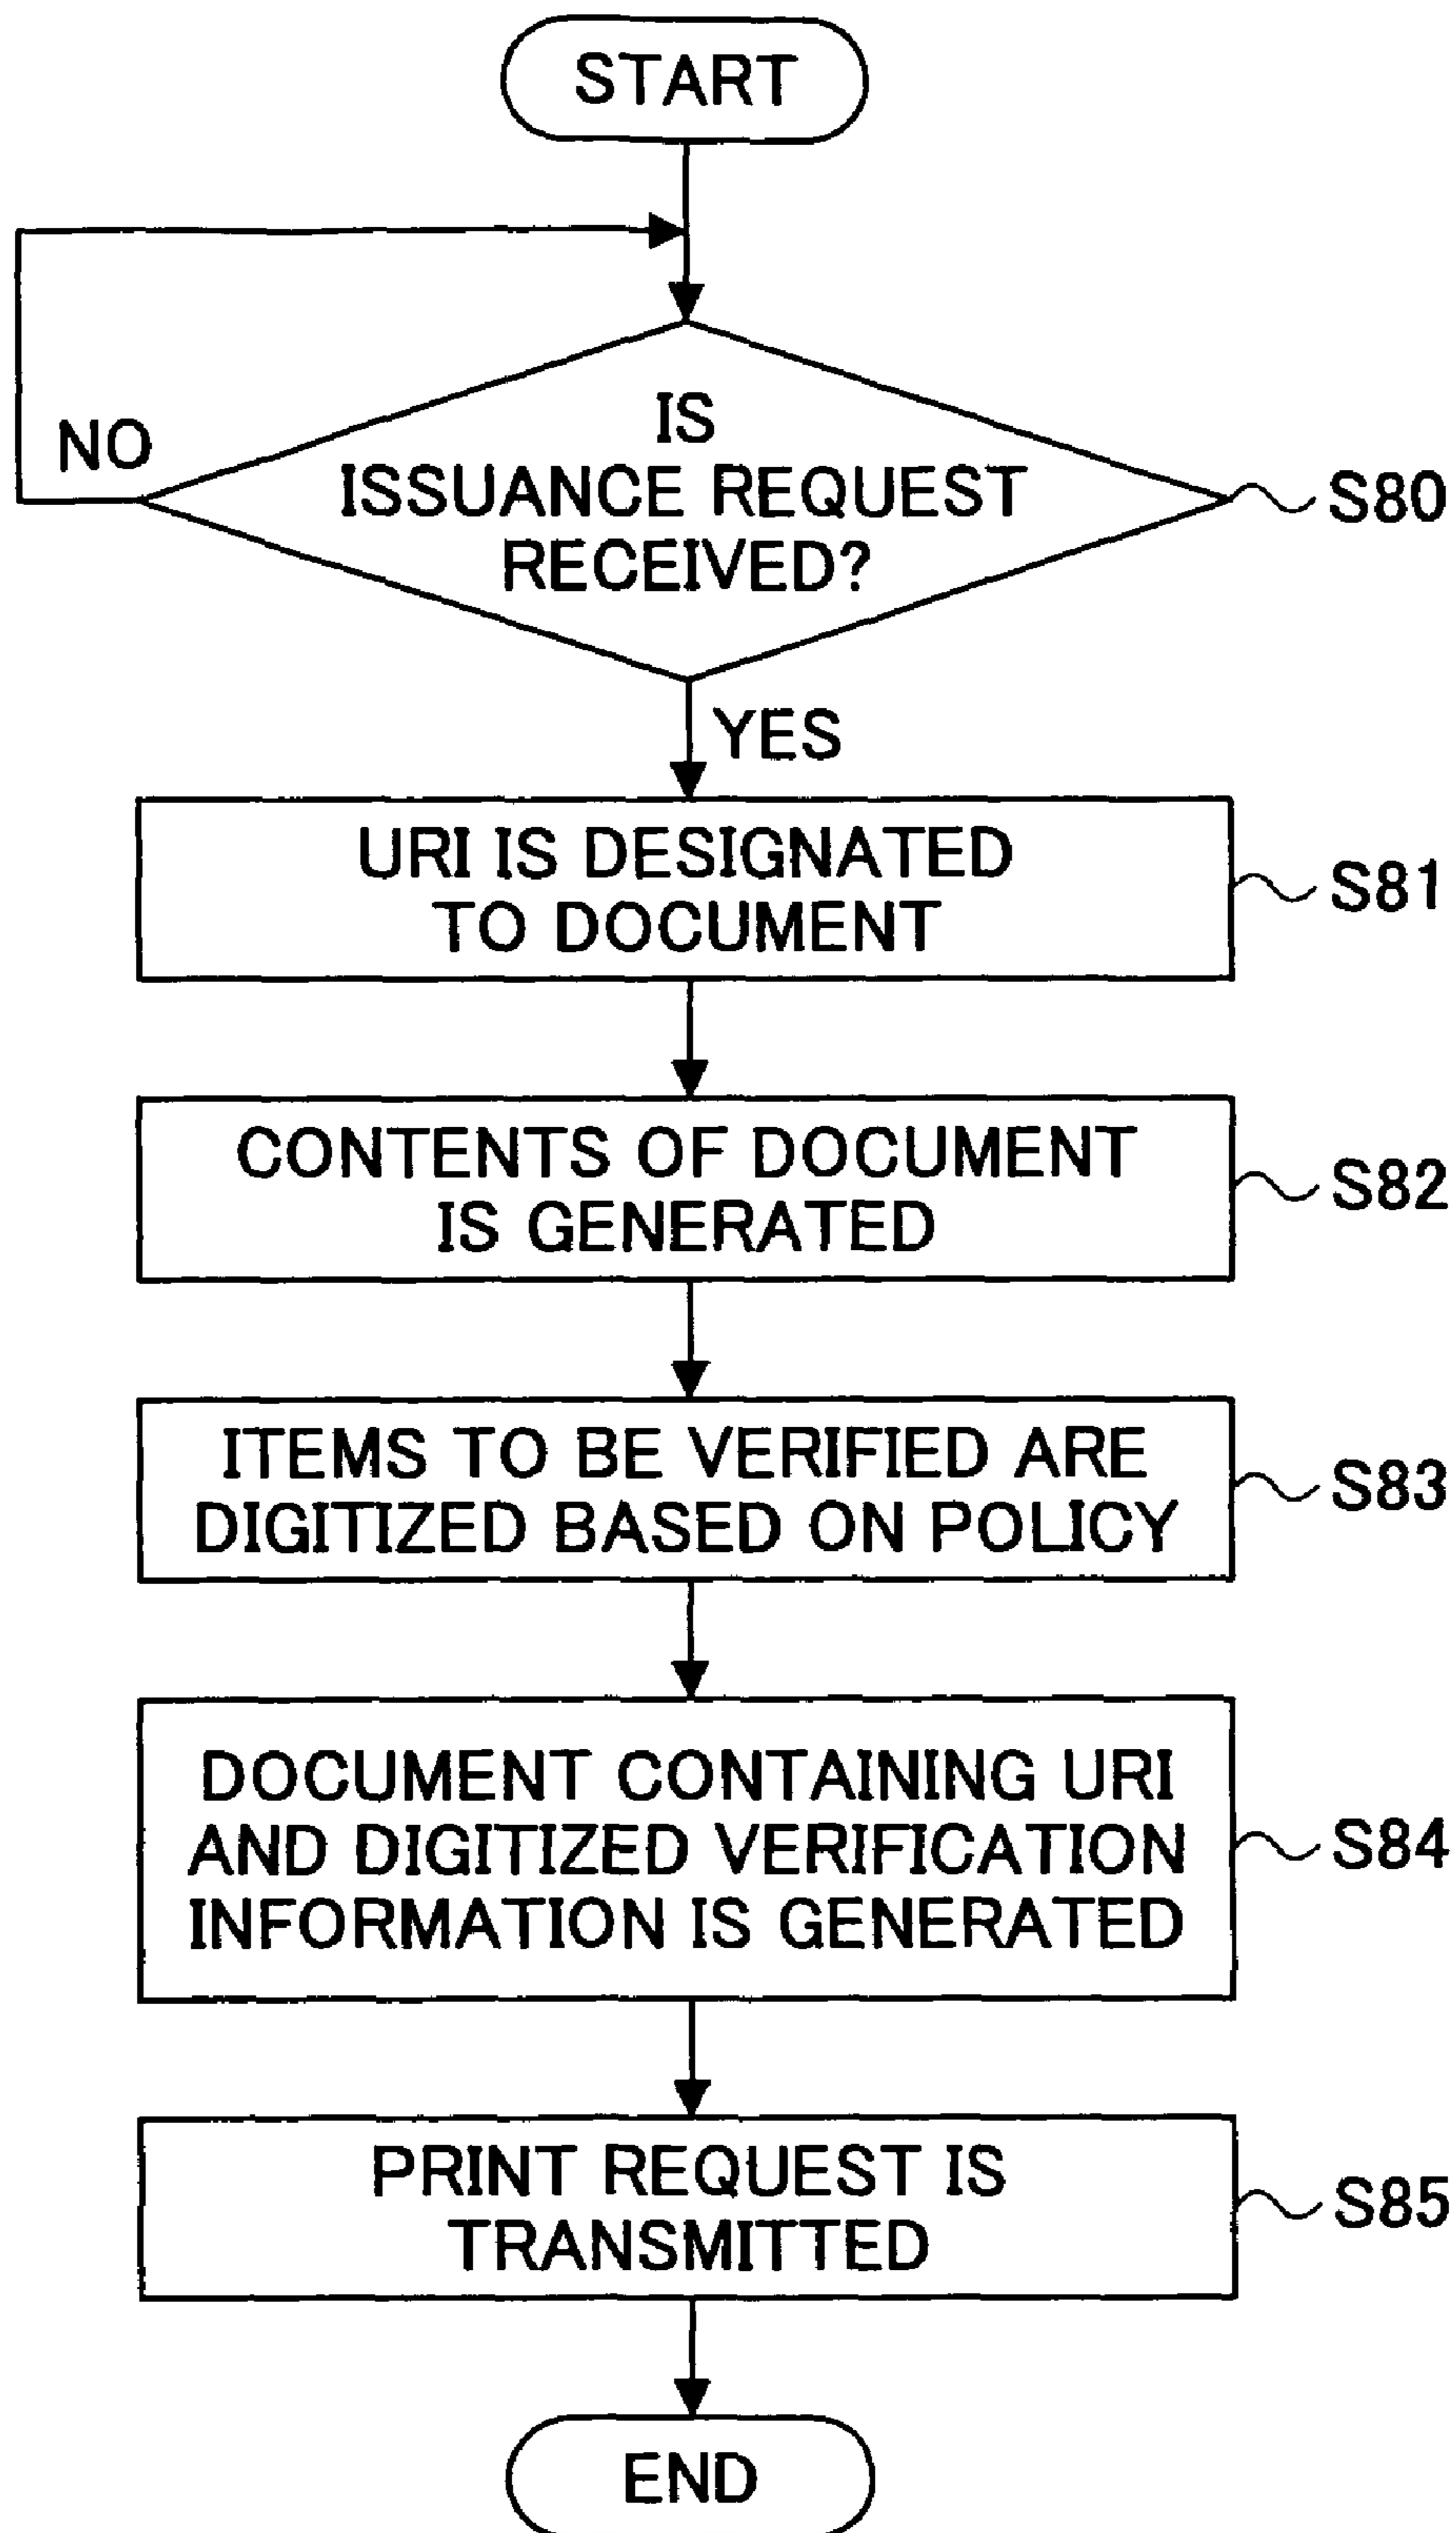 START
NO
IS
ISSUANCE REQUEST
RECEIVED?
S80
YES
URI IS DESIGNATED
TO DOCUMENT
S81
CONTENTS OF DOCUMENT
IS GENERATED
S82
ITEMS TO BE VERIFIED ARE
DIGITIZED BASED ON POLICY
S83
DOCUMENT CONTAINING URI
AND DIGITIZED VERIFICATION
INFORMATION IS GENERATED
S84
PRINT REQUEST IS
TRANSMITTED
S85
END